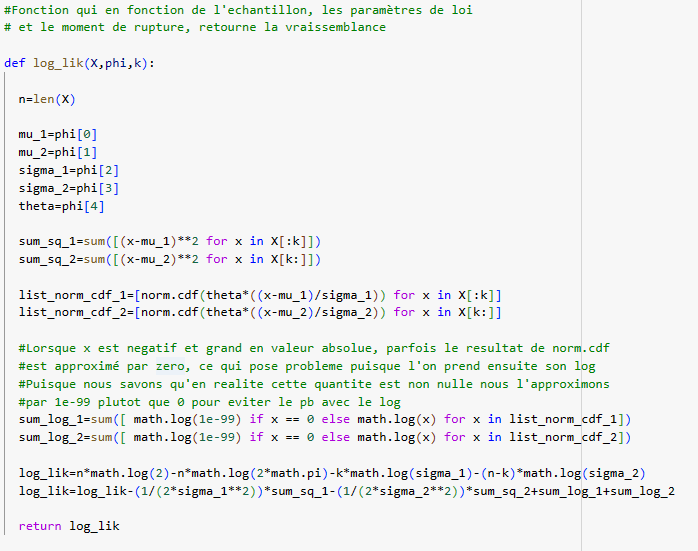 #Fonction qui en fonction de l'echantillon, les paramètres de loi
# et le moment de rupture, retourne la vraissemblance
def log_lik(X,phi,k):
n=len(X)
mu_1=phi[0]
mu_2=phi[1]
sigma_1=phi[2]
sigma_2=phi[3]
theta=phi[4]
sum_sq_1=sum([(x-mu_1)**2 for x in X[:k]])
sum_sq_2=sum([(x-mu_2)**2 for x in X[k:]])
list_norm_cdf_1=[norm.cdf(theta*((x-mu_1)/sigma_1)) for x in X[:k]]
list_norm_cdf_2=[norm.cdf(theta*((x-mu_2)/sigma_2)) for x in X[k:]]
#Lorsque x est negatif et grand en valeur absolue, parfois le resultat de norm.cdf
#est approximé par zero, ce qui pose probleme puisque l'on prend ensuite son log
#Puisque nous savons qu'en realite cette quantite est non nulle nous l'approximons
#par 1e-99 plutot que 0 pour eviter le pb avec le log
sum_log_1=sum([ math.log(1e-99) if x == 0 else math.log(x) for x in list_norm_cdf_1])
sum_log_2=sum([ math.log(1e-99) if x == 0 else math.log(x) for x in list_norm_cdf_2])
log_lik=n*math.log(2)-n*math.log(2*math.pi)-k*math.log(sigma_1)-(n-k)*math.log(sigma_2)
log_lik=log_lik-(1/(2*sigma_1**2))*sum_sq_1-(1/(2*sigma_2**2))*sum_sq_2+sum_log_1+sum_log_2
return log_lik